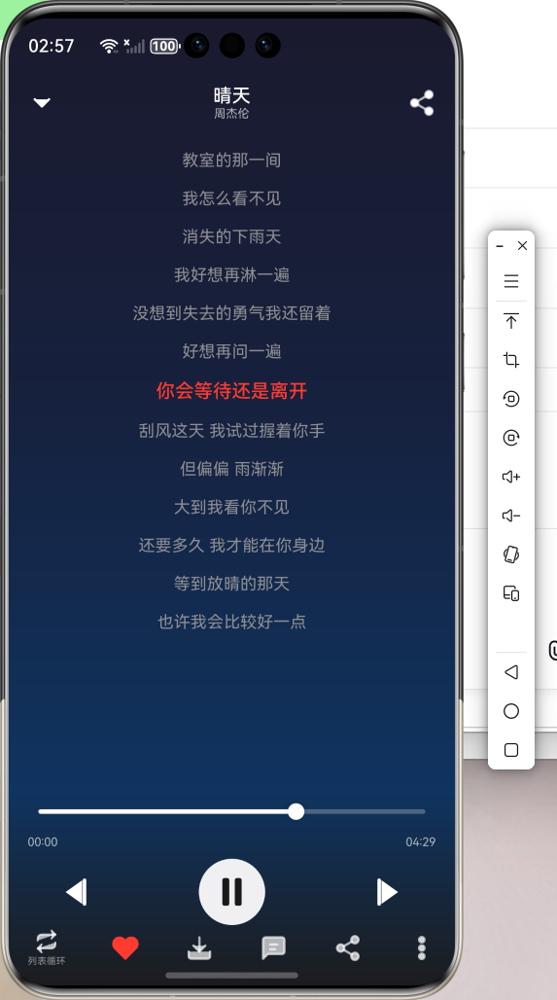 02:57
100
晴天
周杰伦
教室的那一间
我怎么看不见
消失的下雨天
我好想再淋一遍
没想到失去的勇气我还留着
好想再问一遍
你会等待还是离开
刮风这天 我试过握着你手
但偏偏 雨渐渐
大到我看你不见
还要多久 我才能在你身边
等到放晴的那天
也许我会比较好一点
00:00
04:29
列表循环